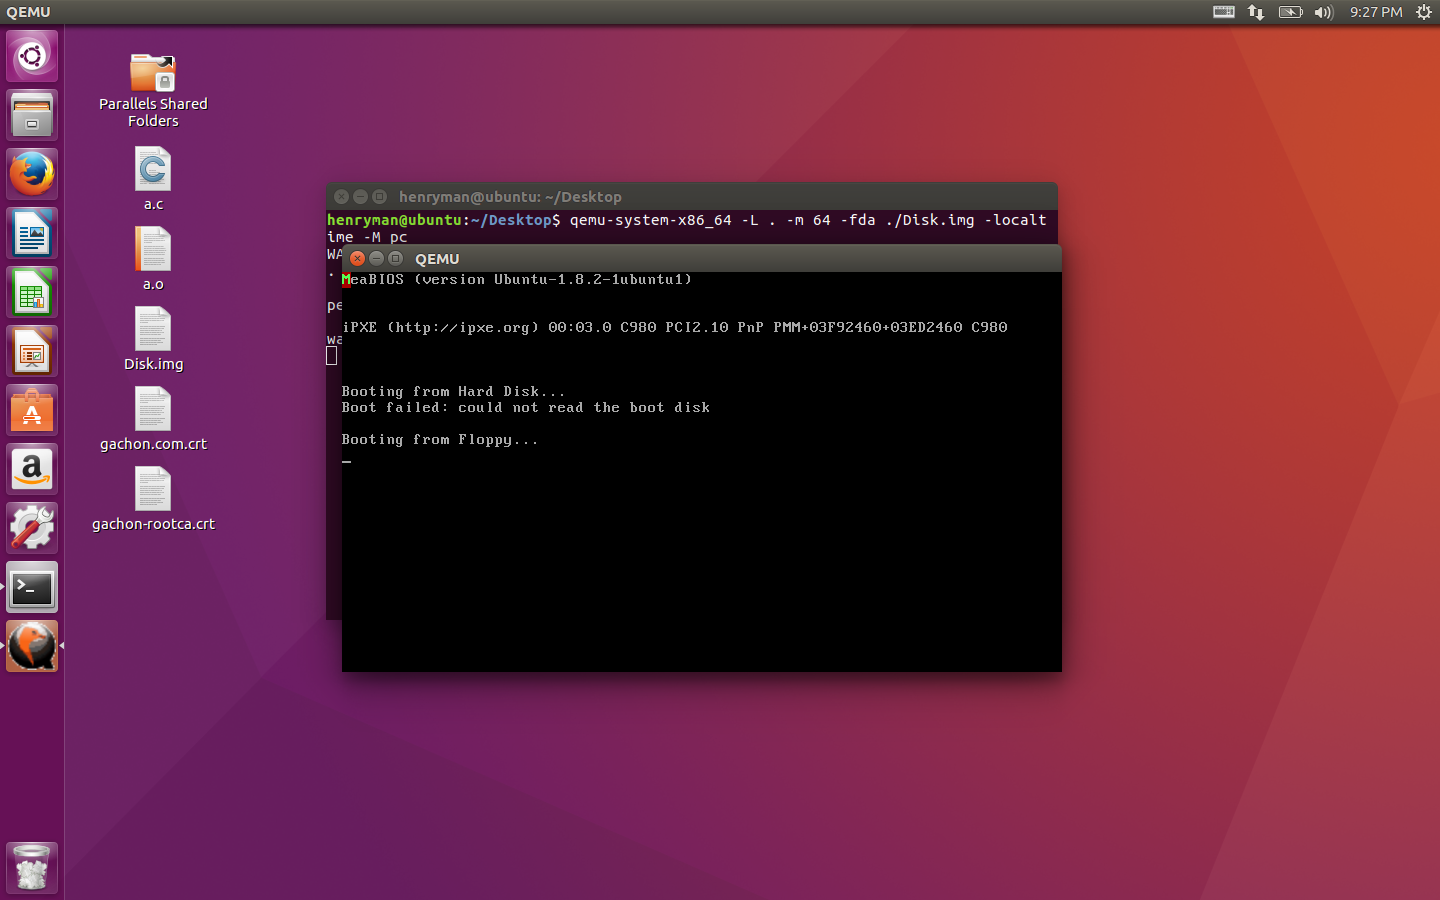 QEMU
9:27 PM
Parallels Shared
Folders
a.c
a.o
Disk.img
gachon.com.crt
gachon-rootca.crt
henryman@ubuntu: ~/Desktop
henryman@ubuntu:~/Desktop$ qemu-system-x86_64 -L . -m 64 -fda ./Disk.img -localt
ime -M pc
WA
.
pe
wa
QEMU
MeaBIOS (version Ubuntu-1.8.2-1ubuntu1)
iPXE (http://ipxe.org) 00:03.0 C980 PCI2.10 PnP PMM+03F92460+03ED2460 C980
Booting from Hard Disk...
Boot failed: could not read the boot disk
Booting from Floppy...